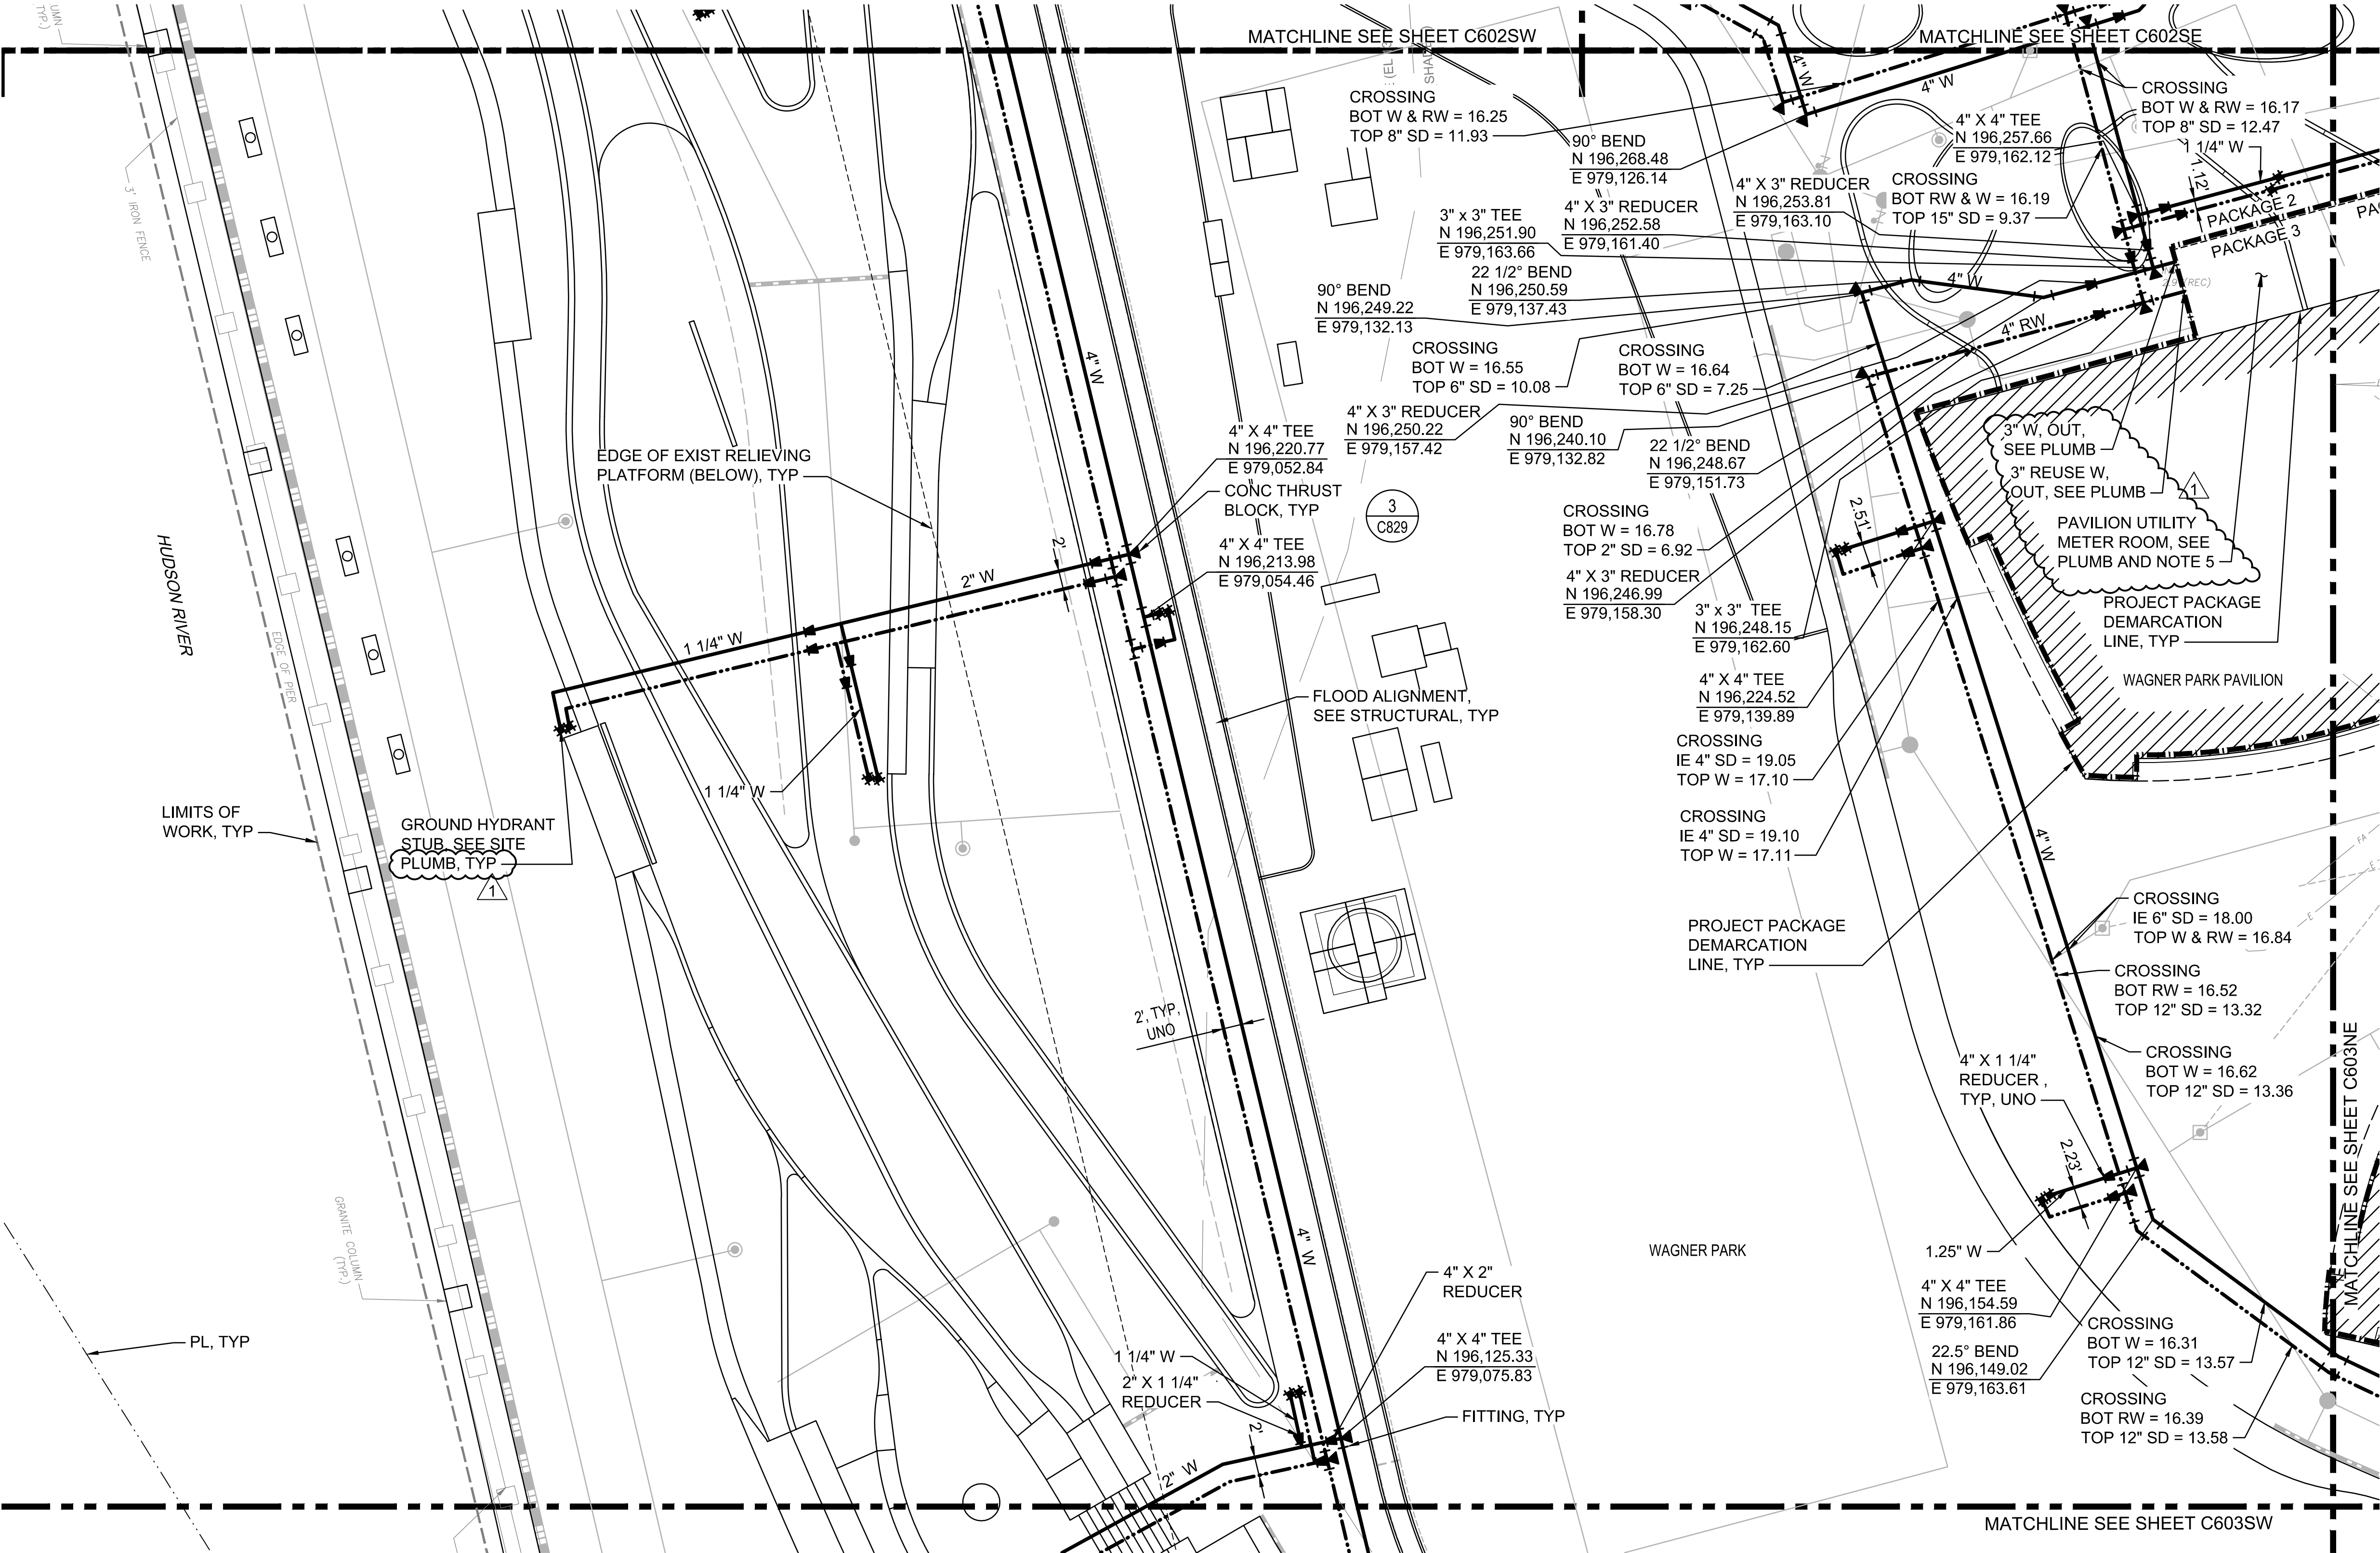 MATCHLINE SEE SHEET C602SW
MATCHLINE SEE SHEET C602SE
UMN
TYP.)
3' IRON FENCE
HUDSON RIVER
EDGE OF PIER
LIMITS OF
WORK, TYP
GRANITE COLUMN
(TYP.)
PL, TYP
EDGE OF EXIST RELIEVING
PLATFORM (BELOW), TYP
GROUND HYDRANT
STUB, SEE SITE
PLUMB, TYP
1
1 1/4" W
1 1/4" W
2" W
2'
4" W
4" X 4" TEE
N 196,220.77
E 979,052.84
CONC THRUST
BLOCK, TYP
4" X 4" TEE
N 196,213.98
E 979,054.46
3
C829
FLOOD ALIGNMENT,
SEE STRUCTURAL, TYP
2', TYP,
UNO
4" W
4" X 2"
REDUCER
4" X 4" TEE
N 196,125.33
E 979,075.83
FITTING, TYP
1 1/4" W
2" X 1 1/4"
REDUCER
2'
2" W
CROSSING
BOT W & RW = 16.25
TOP 8" SD = 11.93
90° BEND
N 196,268.48
E 979,126.14
4" W
4" W
4" X 4" TEE
N 196,257.66
E 979,162.12
CROSSING
BOT W & RW = 16.17
TOP 8" SD = 12.47
1 1/4" W
1.12'
4" X 3" REDUCER
N 196,253.81
E 979,163.10
CROSSING
BOT RW & W = 16.19
TOP 15" SD = 9.37
PACKAGE 2
PACKAGE 3
3" x 3" TEE
N 196,251.90
E 979,163.66
4" X 3" REDUCER
N 196,252.58
E 979,161.40
22 1/2° BEND
N 196,250.59
E 979,137.43
90° BEND
N 196,249.22
E 979,132.13
4" W
4" RW
(REC)
CROSSING
BOT W = 16.55
TOP 6" SD = 10.08
CROSSING
BOT W = 16.64
TOP 6" SD = 7.25
4" X 3" REDUCER
N 196,250.22
E 979,157.42
90° BEND
N 196,240.10
E 979,132.82
22 1/2° BEND
N 196,248.67
E 979,151.73
CROSSING
BOT W = 16.78
TOP 2" SD = 6.92
4" X 3" REDUCER
N 196,246.99
E 979,158.30
3" x 3" TEE
N 196,248.15
E 979,162.60
4" X 4" TEE
N 196,224.52
E 979,139.89
2.51'
3" W, OUT,
SEE PLUMB
3" REUSE W,
OUT, SEE PLUMB
1
PAVILION UTILITY
METER ROOM, SEE
PLUMB AND NOTE 5
PROJECT PACKAGE
DEMARCATION
LINE, TYP
WAGNER PARK PAVILION
CROSSING
IE 4" SD = 19.05
TOP W = 17.10
CROSSING
IE 4" SD = 19.10
TOP W = 17.11
4" W
PROJECT PACKAGE
DEMARCATION
LINE, TYP
FA
E
E
CROSSING
IE 6" SD = 18.00
TOP W & RW = 16.84
CROSSING
BOT RW = 16.52
TOP 12" SD = 13.32
CROSSING
BOT W = 16.62
TOP 12" SD = 13.36
4" X 1 1/4"
REDUCER ,
TYP, UNO
2.23'
WAGNER PARK
1.25" W
4" X 4" TEE
N 196,154.59
E 979,161.86
22.5° BEND
N 196,149.02
E 979,163.61
CROSSING
BOT W = 16.31
TOP 12" SD = 13.57
CROSSING
BOT RW = 16.39
TOP 12" SD = 13.58
MATCHLINE SEE SHEET C603NE
MATCHLINE SEE SHEET C603SW